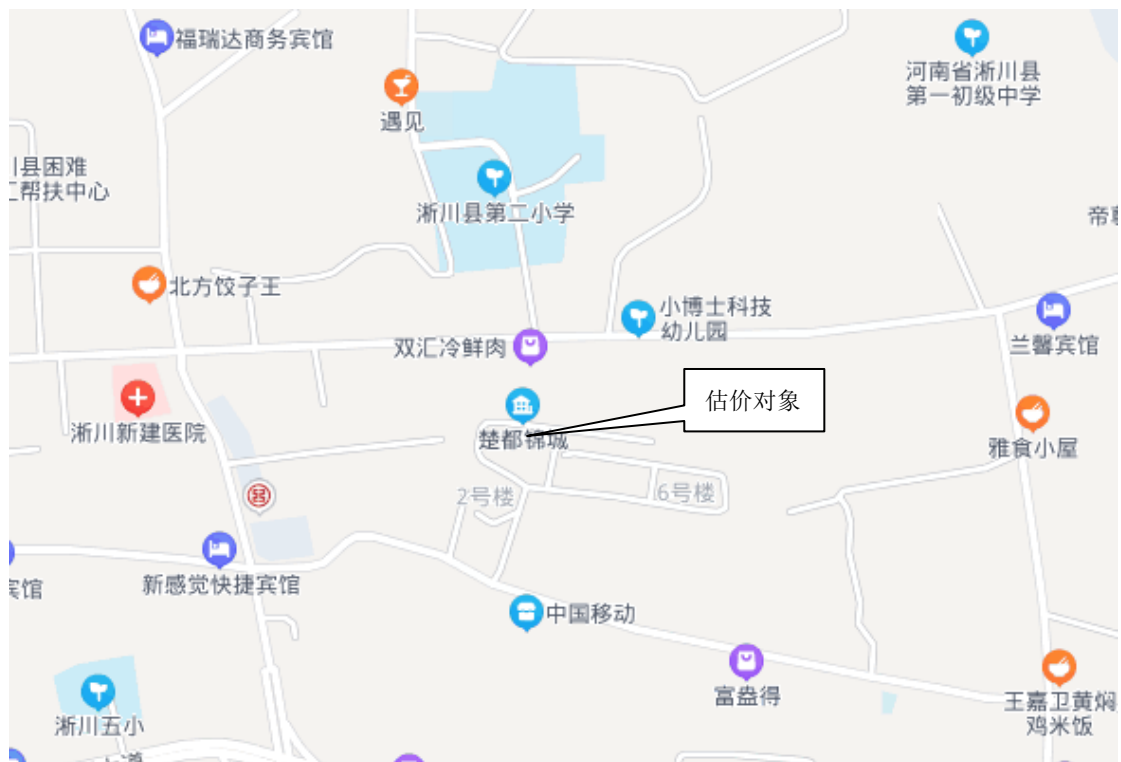 福瑞达商务宾馆
河南省淅川县
第一初级中学
遇见
川县困难
工帮扶中心
淅川县第二小学
帝尊
北方饺子王
小博士科技
幼儿园
双汇冷鲜肉
兰馨宾馆
估价对象
淅川新建医院
楚都锦城
雅食小屋
2号楼
6号楼
新感觉快捷宾馆
宾馆
中国移动
富盎得
王嘉卫黄焖
鸡米饭
淅川五小